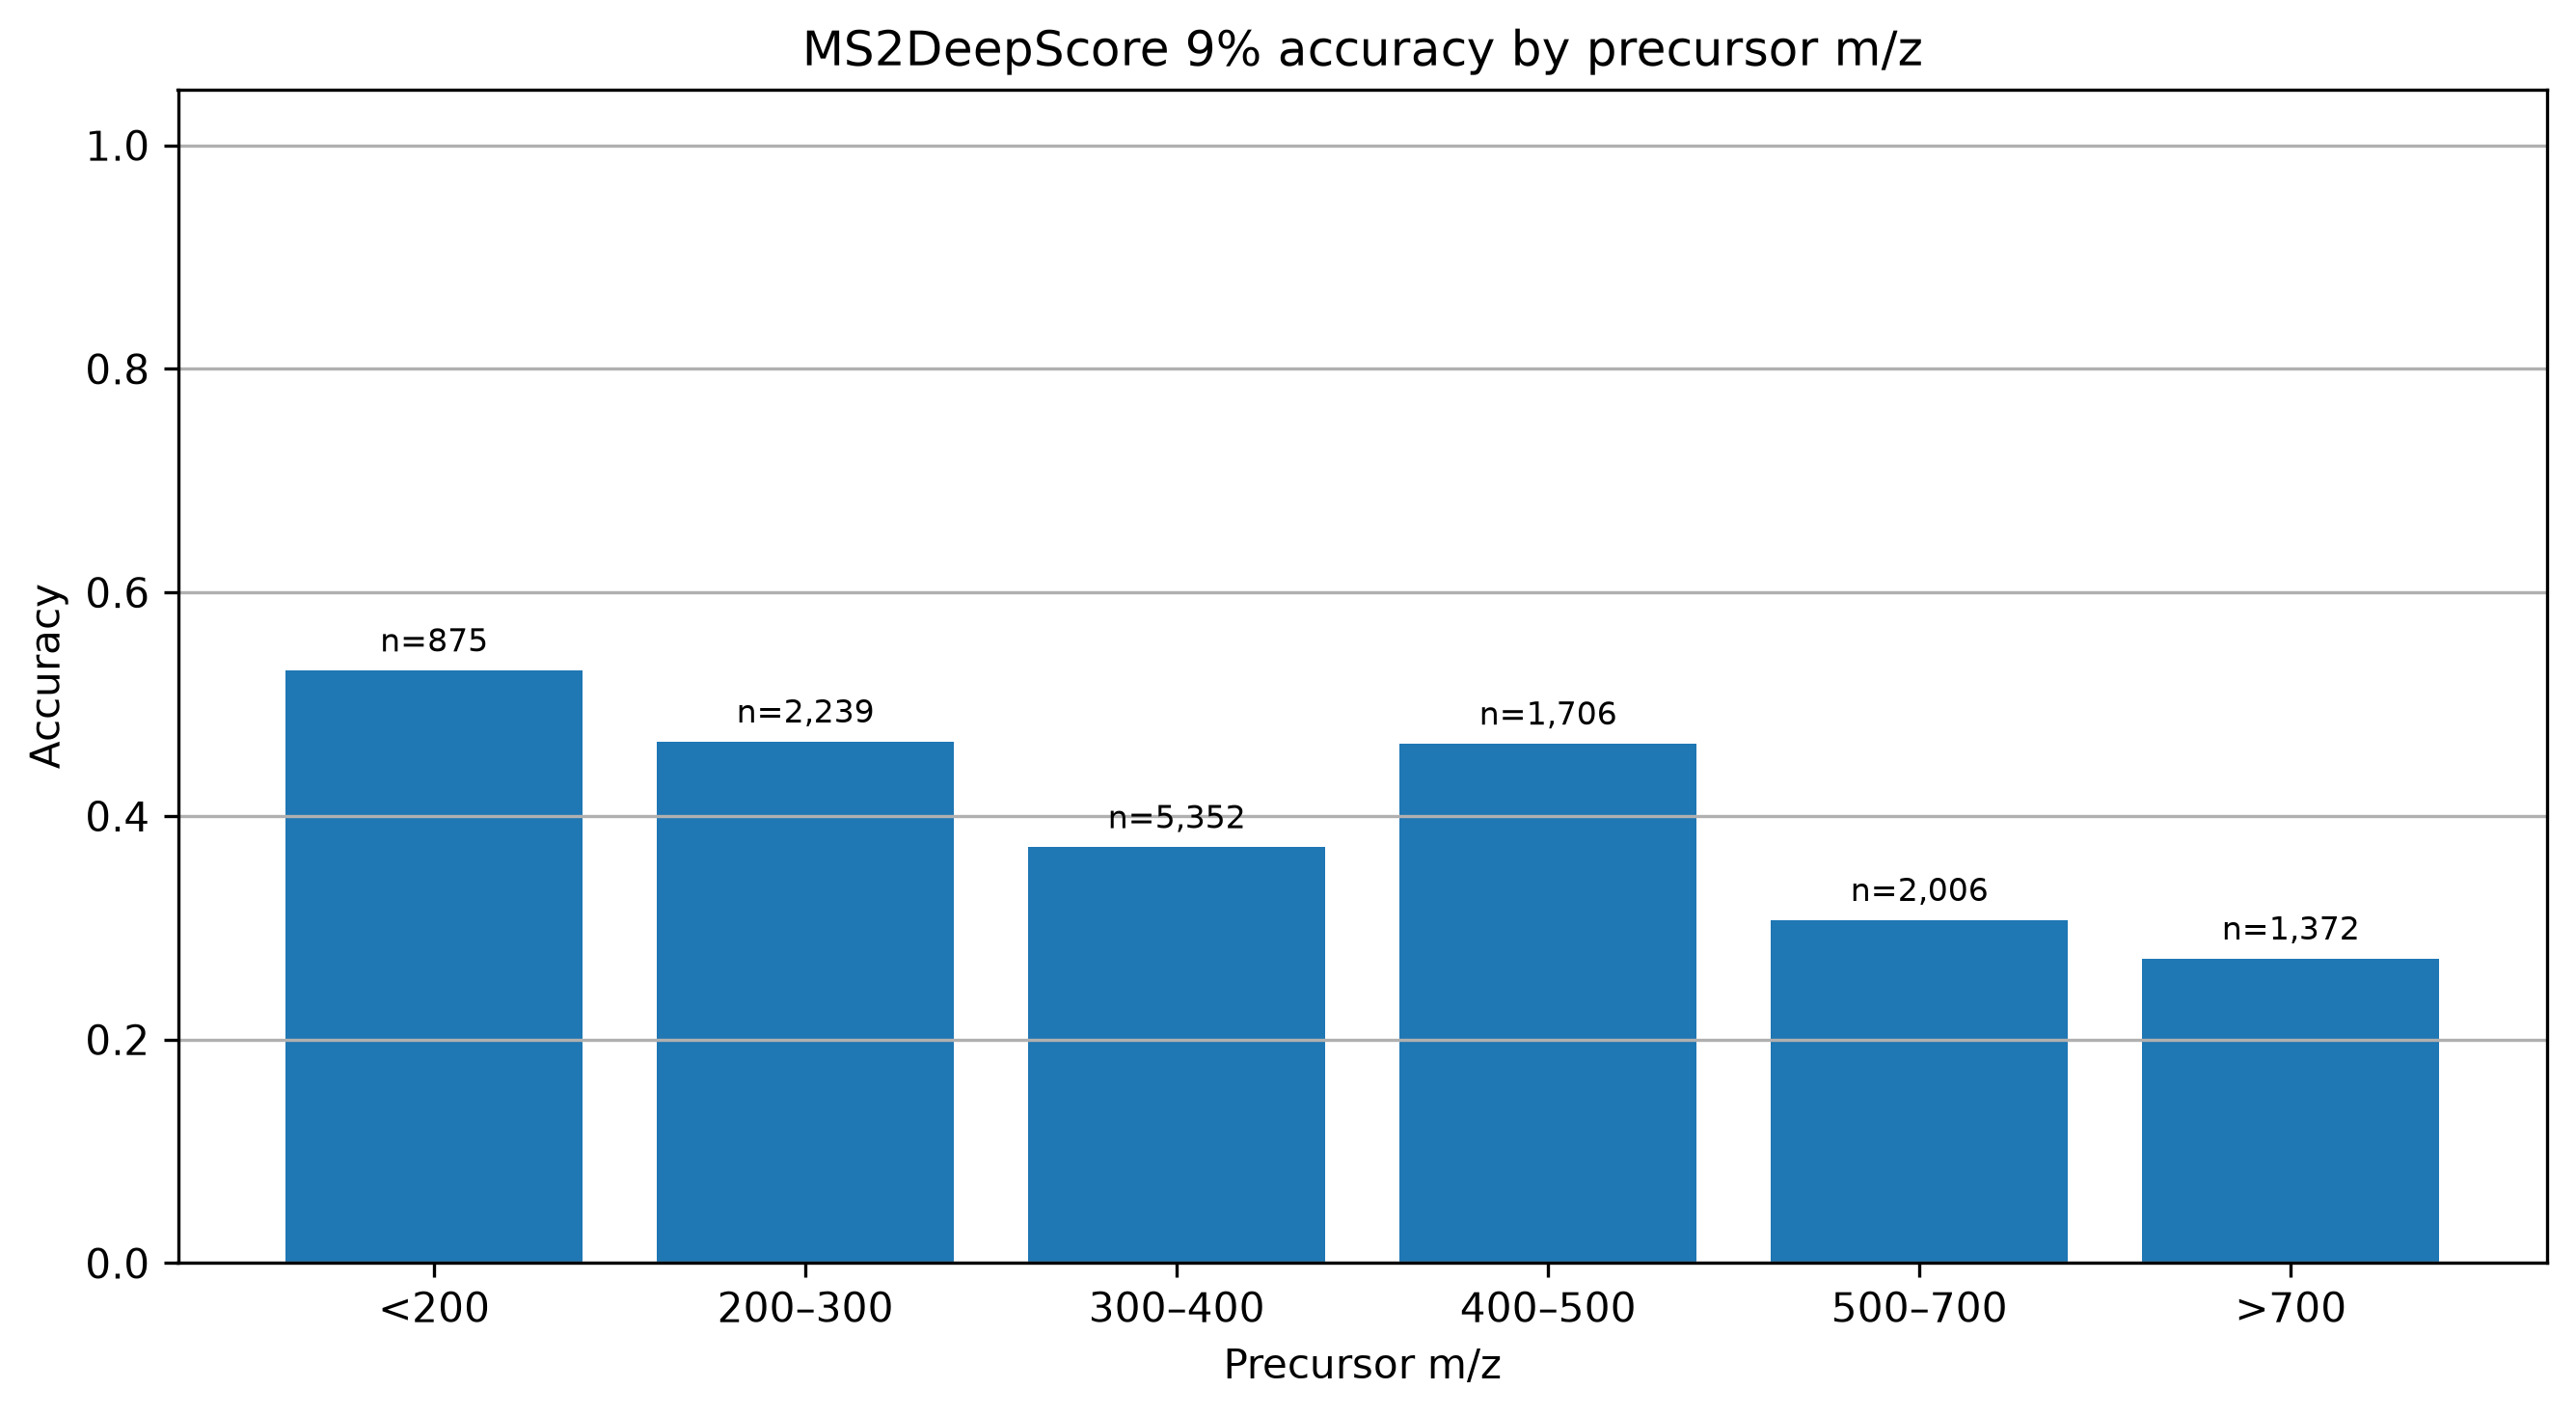 MS2DeepScore 9% accuracy by precursor m/z
Accuracy
1.0
0.8
0.6
0.4
0.2
0.0
n=875
n=2,239
n=5,352
n=1,706
n=2,006
n=1,372
<200
200–300
300–400
400–500
500–700
>700
Precursor m/z